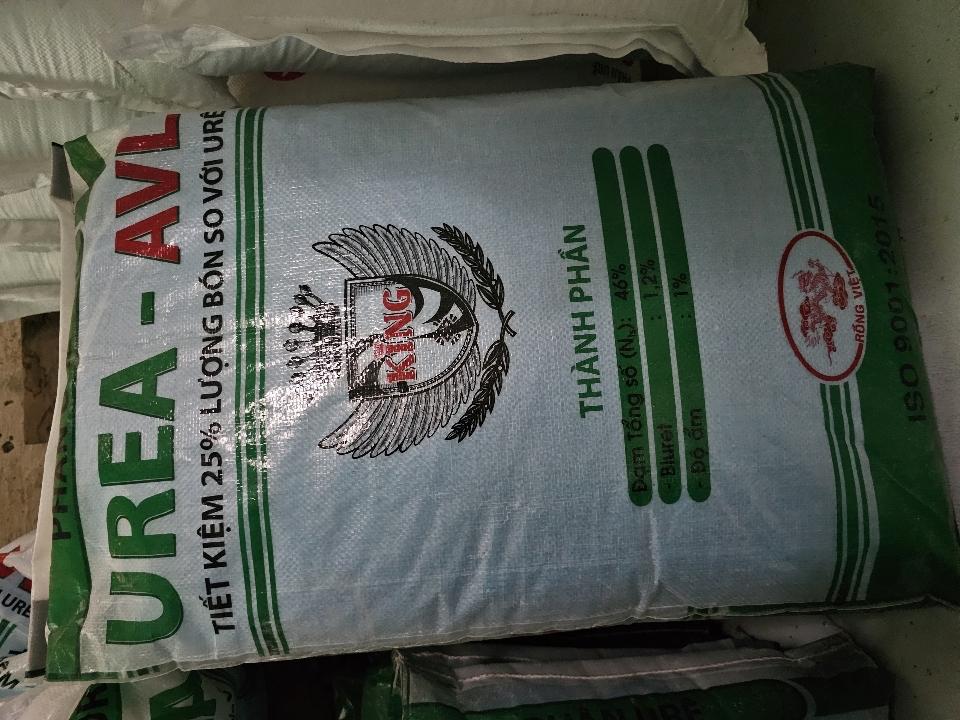 UREA - AVL
TIẾT KIỆM 25% LƯỢNG BÓN SO VỚI URÊ
KING
THÀNH PHẦN
Đạm Tổng số (Nts): 46%
- Biuret : 1,2%
- Độ ẩm : 1%
RỒNG VIỆT
ISO 9001:2015